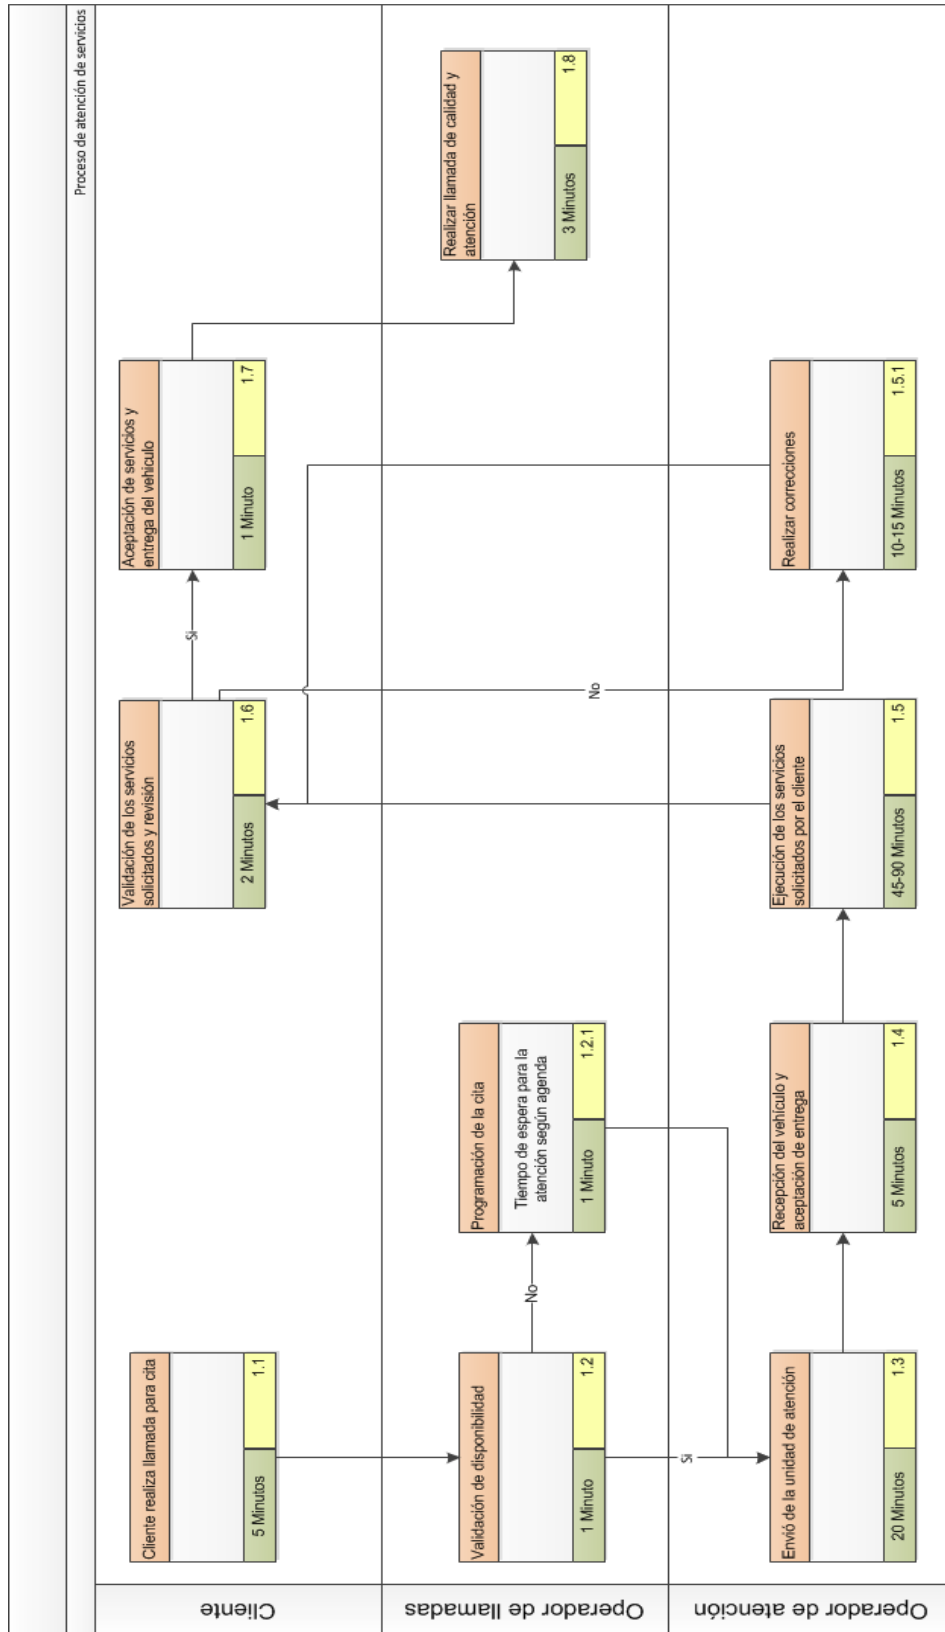 Proceso de atención de servicios
Cliente
Cliente realiza llamada para cita
5 Minutos
1.1
Validación de los servicios
solicitados y revisión
2 Minutos
1.6
Si
Aceptación de servicios y
entrega del vehículo
1 Minuto
1.7
Operador de llamadas
Validación de disponibilidad
1 Minuto
1.2
No
Programación de la cita
Tiempo de espera para la
atención según agenda
1 Minuto
1.2.1
No
Realizar llamada de calidad y
atención
3 Minutos
1.8
Operador de atención
Si
Envió de la unidad de atención
20 Minutos
1.3
Recepción del vehículo y
aceptación de entrega
5 Minutos
1.4
Ejecución de los servicios
solicitados por el cliente
45-90 Minutos
1.5
Realizar correcciones
10-15 Minutos
1.5.1